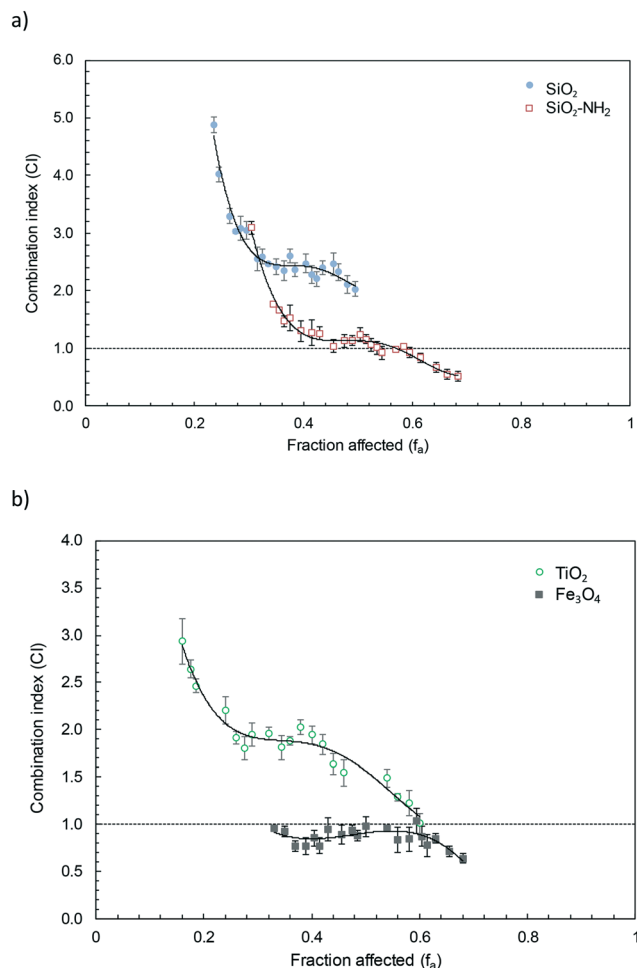 a)
6.0
5.0
4.0
3.0
2.0
1.0
0.0
Combination index (CI)
SiO₂
SiO₂-NH₂
0
0.2
0.4
0.6
0.8
1
Fraction affected (fₐ)
b)
4.0
3.5
3.0
2.5
2.0
1.5
1.0
0.5
0.0
Combination index (CI)
TiO₂
Fe₃O₄
0
0.2
0.4
0.6
0.8
1
Fraction affected (fₐ)